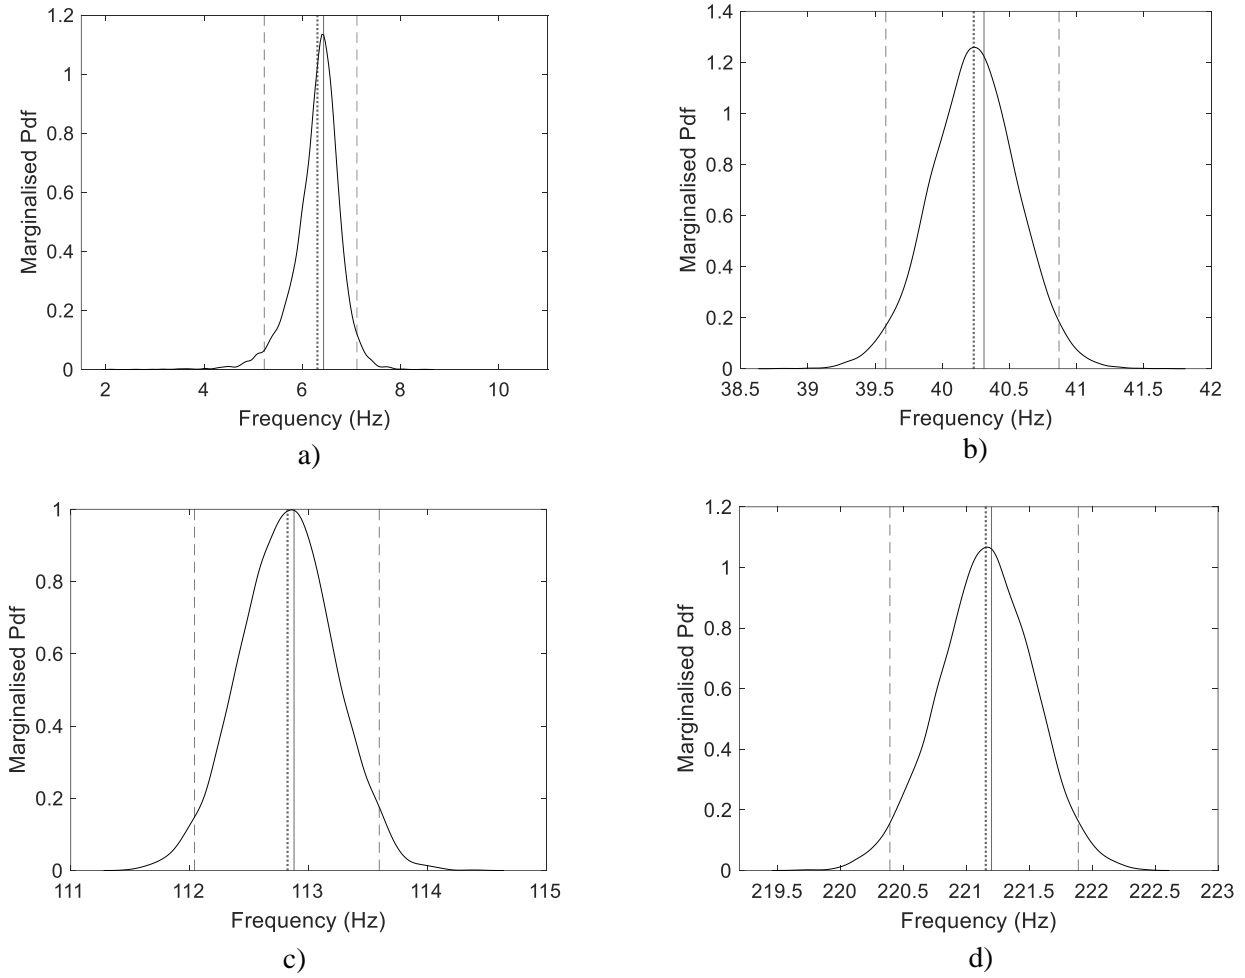 1.2
1
0.8
0.6
0.4
0.2
0
Marginalised Pdf
2 4 6 8 10
Frequency (Hz)
a)
1.4
1.2
1
0.8
0.6
0.4
0.2
0
Marginalised Pdf
38.5 39 39.5 40 40.5 41 41.5 42
Frequency (Hz)
b)
1
0.8
0.6
0.4
0.2
0
Marginalised Pdf
111 112 113 114 115
Frequency (Hz)
c)
1.2
1
0.8
0.6
0.4
0.2
0
Marginalised Pdf
219.5 220 220.5 221 221.5 222 222.5 223
Frequency (Hz)
d)